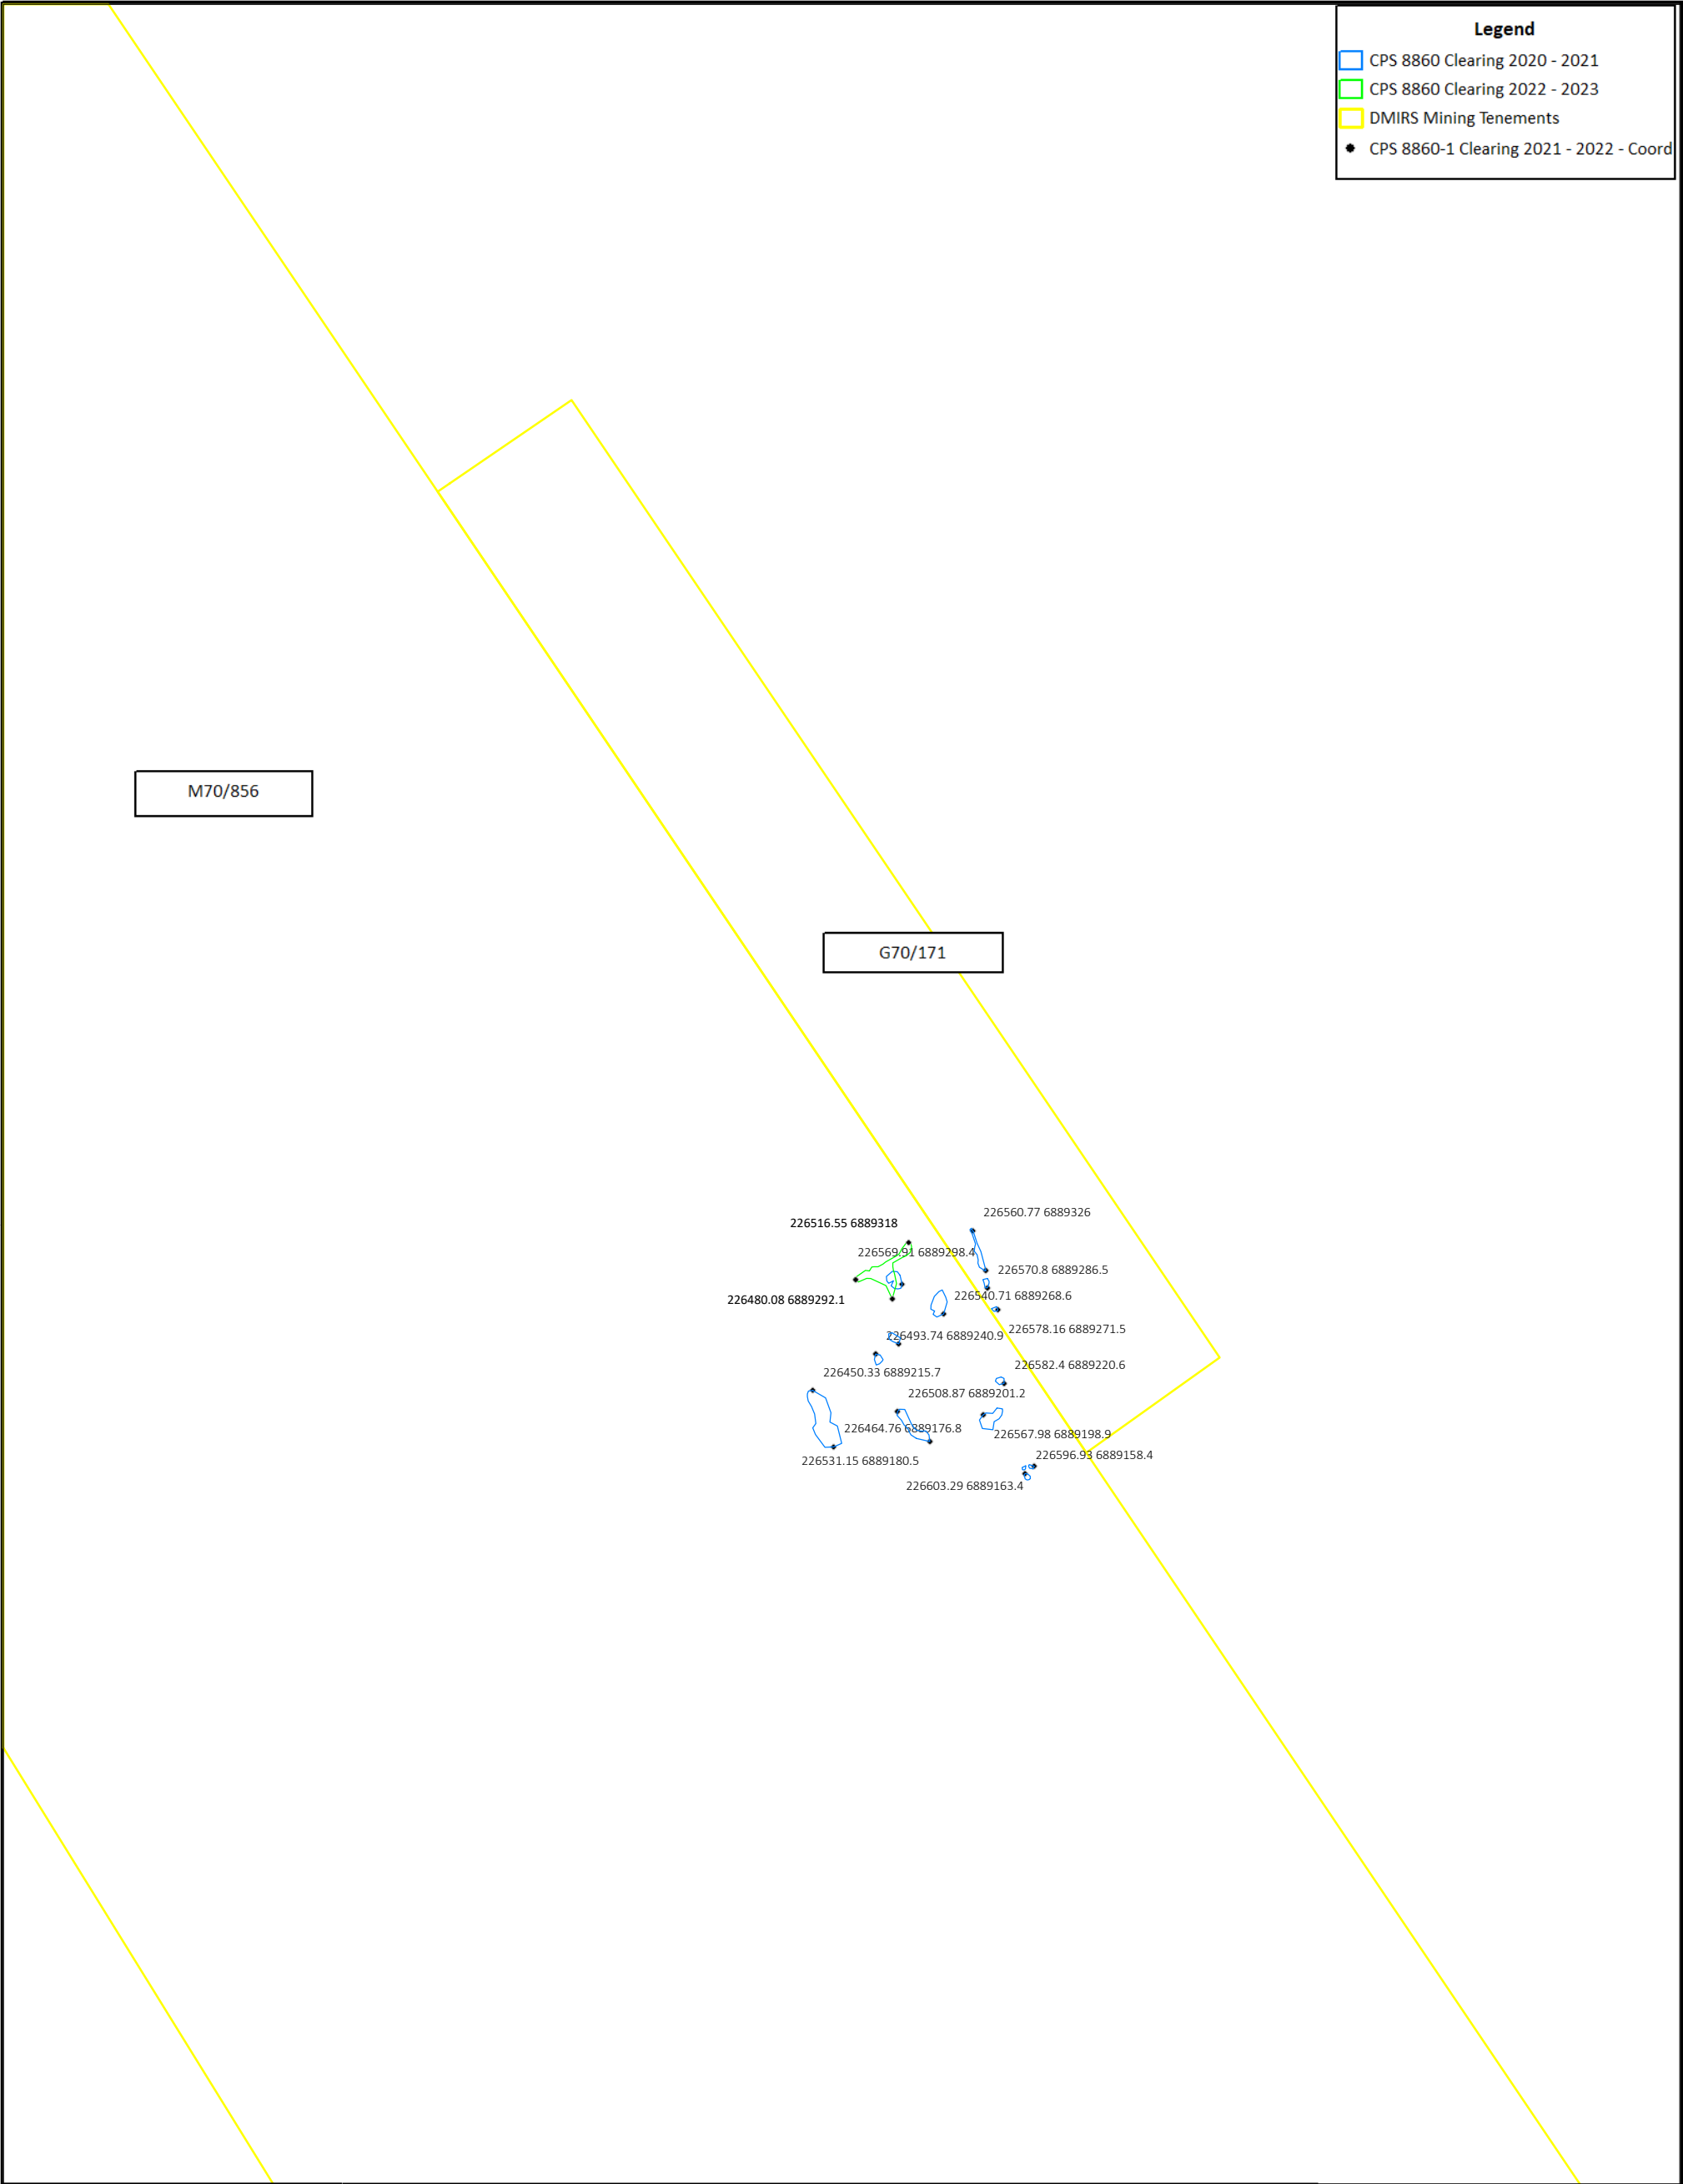 Legend
CPS 8860 Clearing 2020 - 2021
CPS 8860 Clearing 2022 - 2023
DMIRS Mining Tenements
CPS 8860-1 Clearing 2021 - 2022 - Coord
M70/856
G70/171
226560.77 6889326
226516.55 6889318
226569.91 6889298.4
226570.8 6889286.5
226540.71 6889268.6
226480.08 6889292.1
226578.16 6889271.5
226493.74 6889240.9
226582.4 6889220.6
226450.33 6889215.7
226508.87 6889201.2
226464.76 6889176.8
226567.98 6889198.9
226596.93 6889158.4
226531.15 6889180.5
226603.29 6889163.4